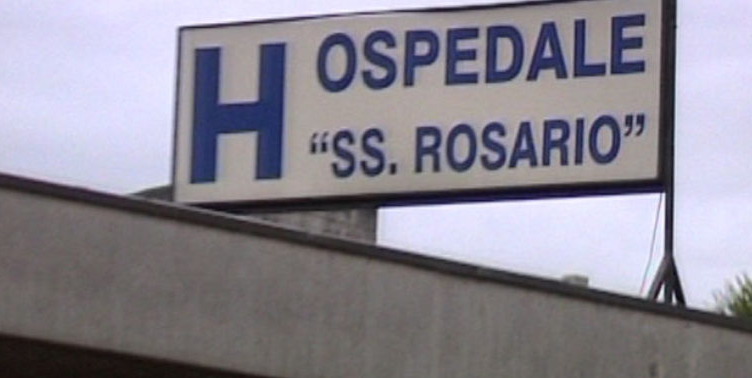 H OSPEDALE
“SS. ROSARIO”